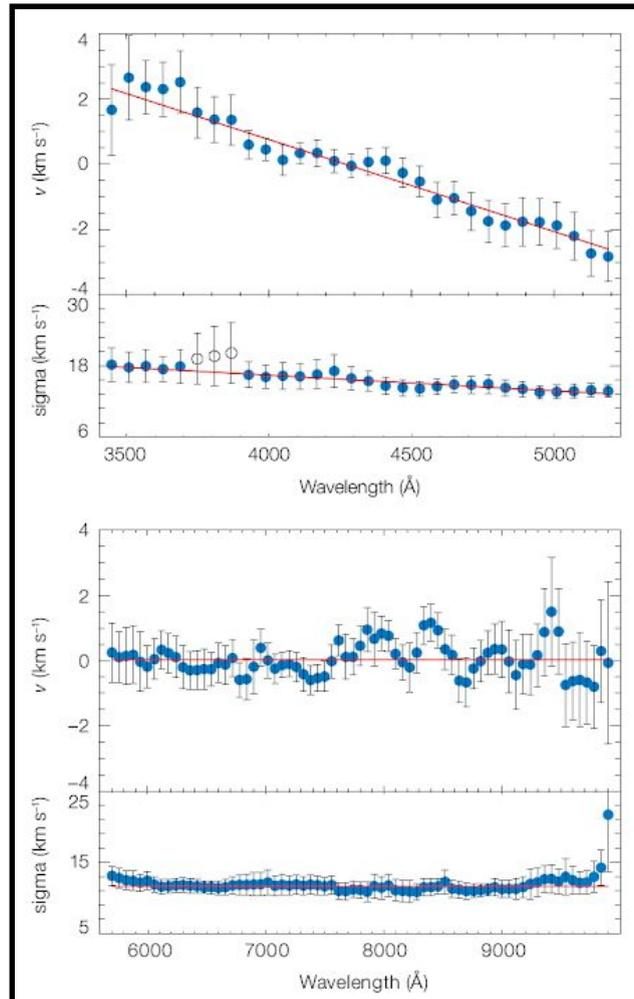 4
2
0
-2
-4
v (km s⁻¹)
30
18
6
sigma (km s⁻¹)
3500 4000 4500 5000
Wavelength (Å)
4
2
0
−2
−4
v (km s⁻¹)
25
15
5
sigma (km s⁻¹)
6000 7000 8000 9000
Wavelength (Å)